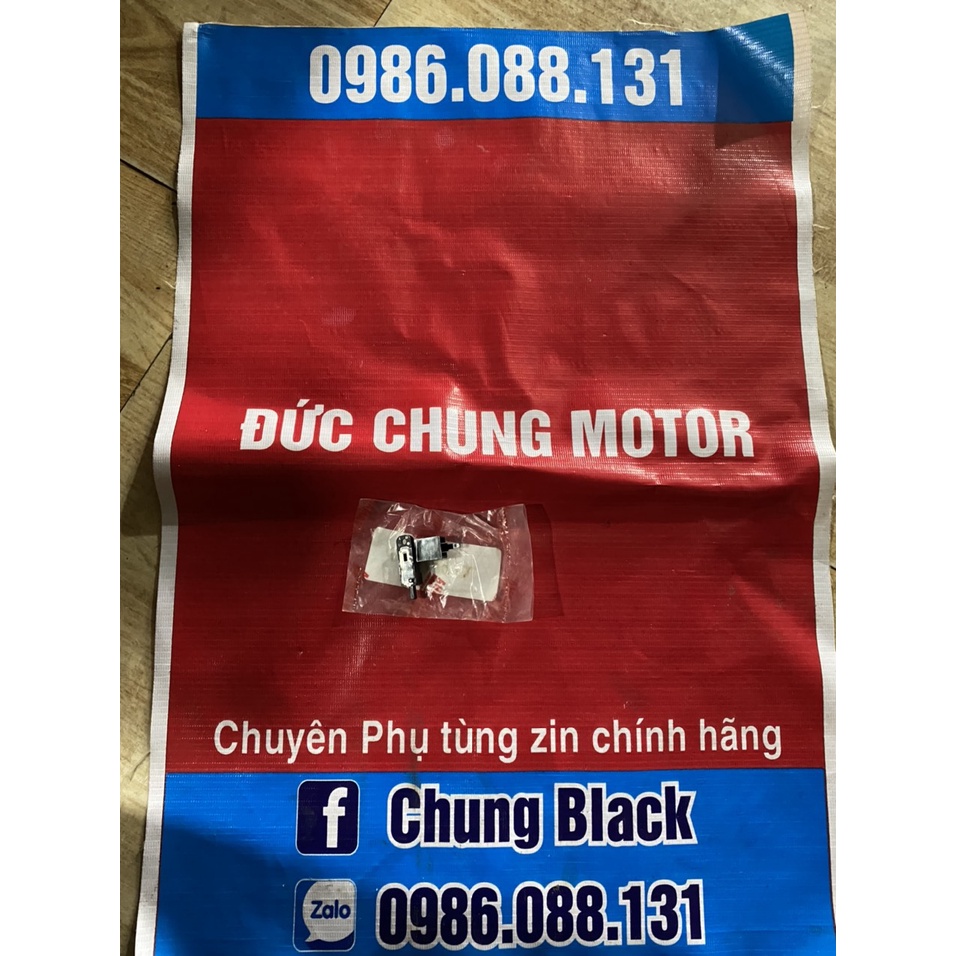 0986.088.131
ĐỨC CHUNG MOTOR
Chuyên Phụ tùng zin chính hãng
f Chung Black
Zalo 0986.088.131